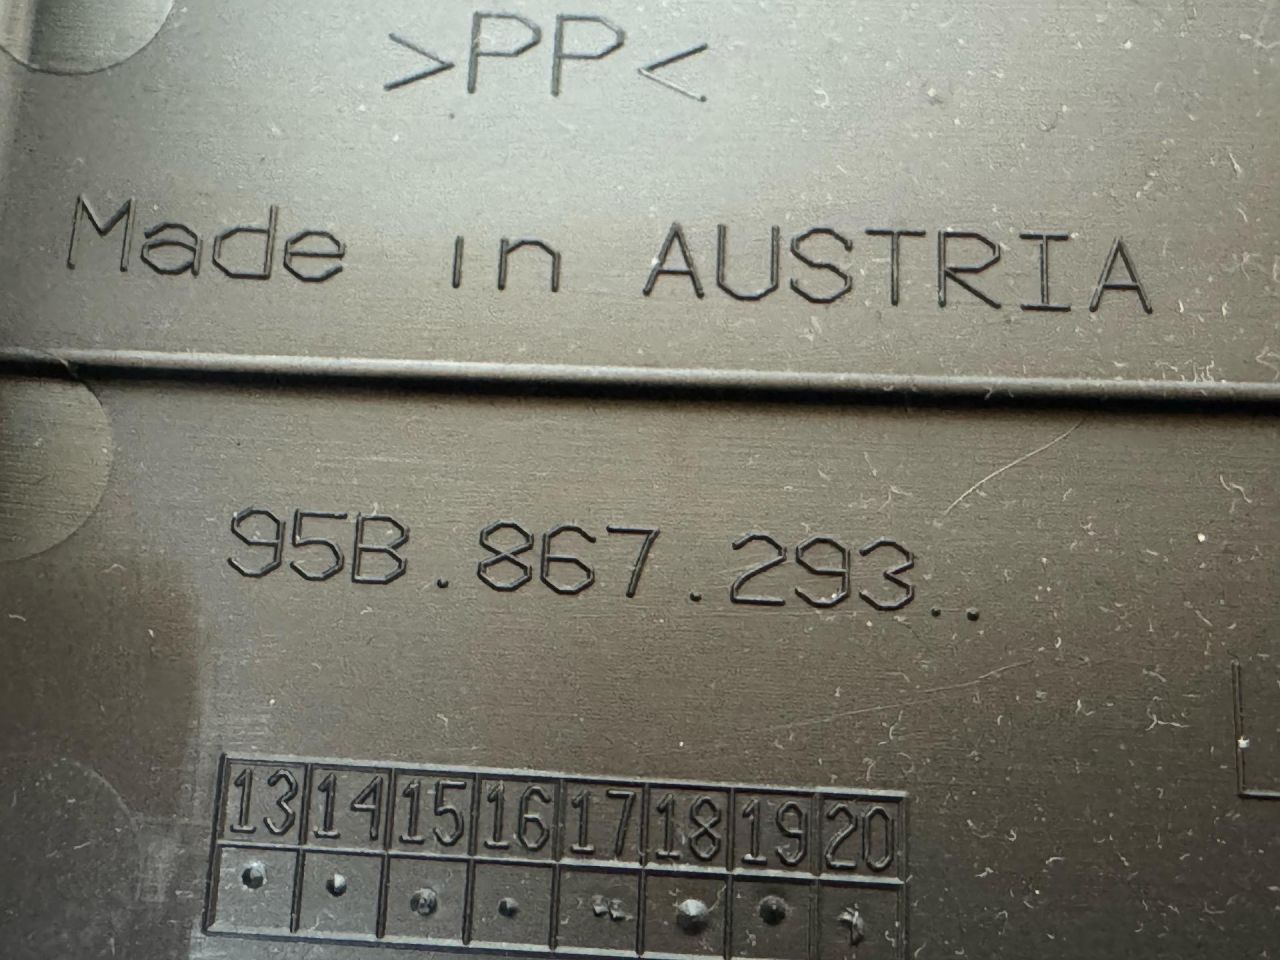 >PP<
Made in AUSTRIA
95B.867.293..
13 14 15 16 17 18 19 20